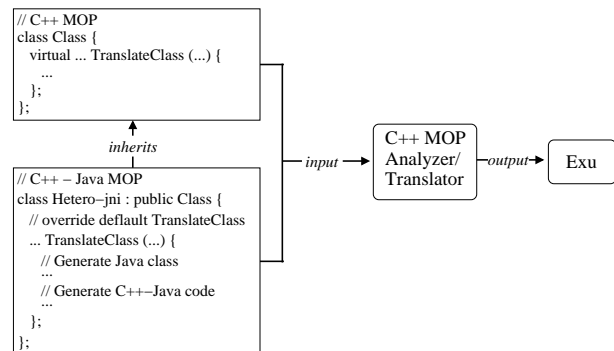 // C++ MOP
class Class {
virtual ... TranslateClass (...) {
...
};
};
inherits
// C++ − Java MOP
class Hetero−jni : public Class {
// override deflault TranslateClass
... TranslateClass (...) {
// Generate Java class
...
// Generate C++−Java code
...
};
};
input
C++ MOP
Analyzer/
Translator
output
Exu